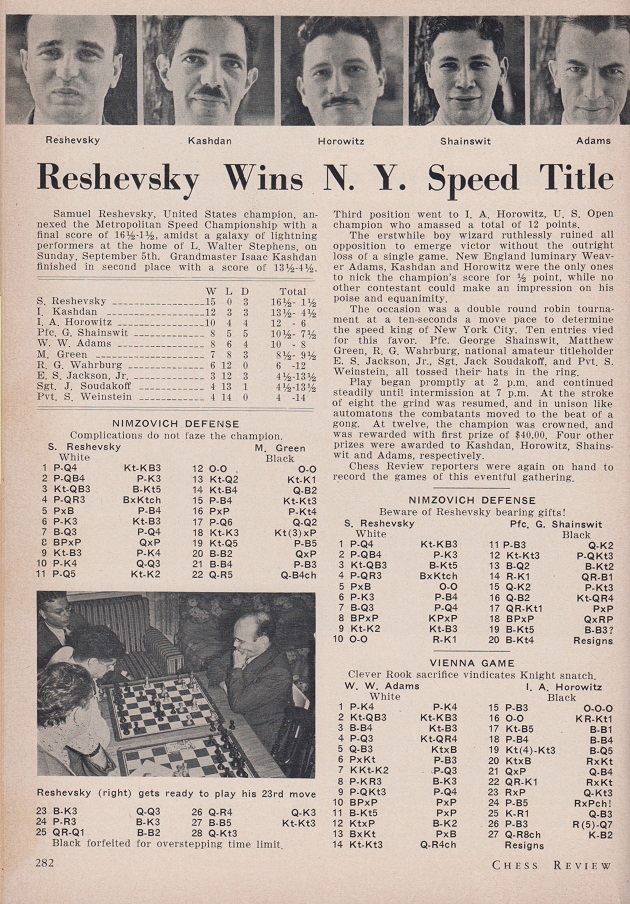 Reshevsky Kashdan Horowitz Shainswit Adams
Reshevsky Wins N. Y. Speed Title
Samuel Reshevsky, United States champion, an-
nexed the Metropolitan Speed Championship with a
final score of 16½-1½, amidst a galaxy of lightning
performers at the home of L. Walter Stephens, on
Sunday, September 5th. Grandmaster Isaac Kashdan
finished in second place with a score of 13½-4½.
W L D Total
S. Reshevsky 15 0 3 16½- 1½
I. Kashdan 12 3 3 13½- 4½
I. A. Horowitz 10 4 4 12 - 6
Pfc. G. Shainswit 8 5 5 10½- 7½
W. W. Adams 8 6 4 10 - 8
M. Green 7 8 3 8½- 9½
R. G. Wahrburg 6 12 0 6 -12
E. S. Jackson, Jr. 3 12 3 4½-13½
Sgt. J. Soudakoff 4 13 1 4½-13½
Pvt. S. Weinstein 4 14 0 4 -14
NIMZOVICH DEFENSE
Complications do not faze the champion.
S. Reshevsky M. Green
White Black
1 P-Q4 Kt-KB3
2 P-QB4 P-K3
3 Kt-QB3 B-Kt5
4 P-QR3 BxKtch
5 PxB P-B4
6 P-K3 Kt-B3
7 B-Q3 P-Q4
8 BPxP QxP
9 Kt-B3 P-K4
10 P-K4 Q-Q3
11 P-Q5 Kt-K2
12 O-O O-O
13 Kt-Q2 Kt-K1
14 Kt-B4 Q-B2
15 P-B4 Kt-Kt3
16 PxP P-Kt4
17 P-Q6 Q-Q2
18 Kt-K3 Kt(3)xP
19 Kt-Q5 P-B5
20 B-B2 QxP
21 B-B4 P-B3
22 Q-R5 Q-B4ch
Reshevsky (right) gets ready to play his 23rd move
23 B-K3 Q-Q3
24 P-R3 B-K3
25 QR-Q1 B-B2
26 Q-R4 Q-K3
27 B-B5 Kt-Kt3
28 Q-Kt3
Black forfeited for overstepping time limit.
282
Third position went to I. A. Horowitz, U. S. Open
champion who amassed a total of 12 points.
The erstwhile boy wizard ruthlessly ruined all
opposition to emerge victor without the outright
loss of a single game. New England luminary Weav-
er Adams, Kashdan and Horowitz were the only ones
to nick the champion's score for ½ point, while no
other contestant could make an impression on his
poise and equanimity.
The occasion was a double round robin tourna-
ment at a ten-seconds a move pace to determine
the speed king of New York City. Ten entries vied
for this favor. Pfc. George Shainswit, Matthew
Green, R. G. Wahrburg, national amateur titleholder
E. S. Jackson, Jr., Sgt. Jack Soudakoff, and Pvt. S.
Weinstein, all tossed their hats in the ring.
Play began promptly at 2 p.m. and continued
steadily until intermission at 7 p.m. At the stroke
of eight the grind was resumed, and in unison like
automatons the combatants moved to the beat of a
gong. At twelve, the champion was crowned, and
was rewarded with first prize of $40.00. Four other
prizes were awarded to Kashdan, Horowitz, Shains-
wit and Adams, respectively.
Chess Review reporters were again on hand to
record the games of this eventful gathering!
NIMZOVICH DEFENSE
Beware of Reshevsky bearing gifts!
S. Reshevsky Pfc. G. Shainswit
White Black
1 P-Q4 Kt-KB3
2 P-QB4 P-K3
3 Kt-QB3 B-Kt5
4 P-QR3 BxKtch
5 PxB O-O
6 P-K3 P-B4
7 B-Q3 P-Q4
8 BPxP KPxP
9 Kt-K2 Kt-B3
10 O-O R-K1
11 P-B3 Q-K2
12 Kt-Kt3 P-QKt3
13 B-Q2 B-Kt2
14 R-K1 QR-B1
15 Q-K2 P-Kt3
16 Q-B2 Kt-QR4
17 QR-Kt1 PxP
18 BPxP QxRP
19 B-Kt5 B-B3?
20 B-Kt4 Resigns
VIENNA GAME
Clever Rook sacrifice vindicates Knight snatch.
W. W. Adams I. A. Horowitz
White Black
1 P-K4 P-K4
2 Kt-QB3 Kt-KB3
3 B-B4 Kt-B3
4 P-Q3 Kt-QR4
5 Q-B3 KtxB
6 PxKt P-B3
7 KKt-K2 P-Q3
8 P-KR3 B-K3
9 P-QKt3 P-Q4
10 BPxP PxP
11 B-Kt5 PxP
12 KtxP B-K2
13 BxKt PxB
14 Kt-Kt3 Q-R4ch
15 P-B3 O-O-O
16 O-O KR-Kt1
17 Kt-B5 B-B1
18 P-B4 B-B4
19 Kt(4)-Kt3 B-Q5
20 KtxB RxKt
21 QxP Q-B4
22 QR-K1 RxKt
23 RxP Q-Kt3
24 P-B5 RxPch!
25 K-R1 Q-B3
26 P-B3 R(5)-Q7
27 Q-R8ch K-B2
Resigns
CHESS REVIEW